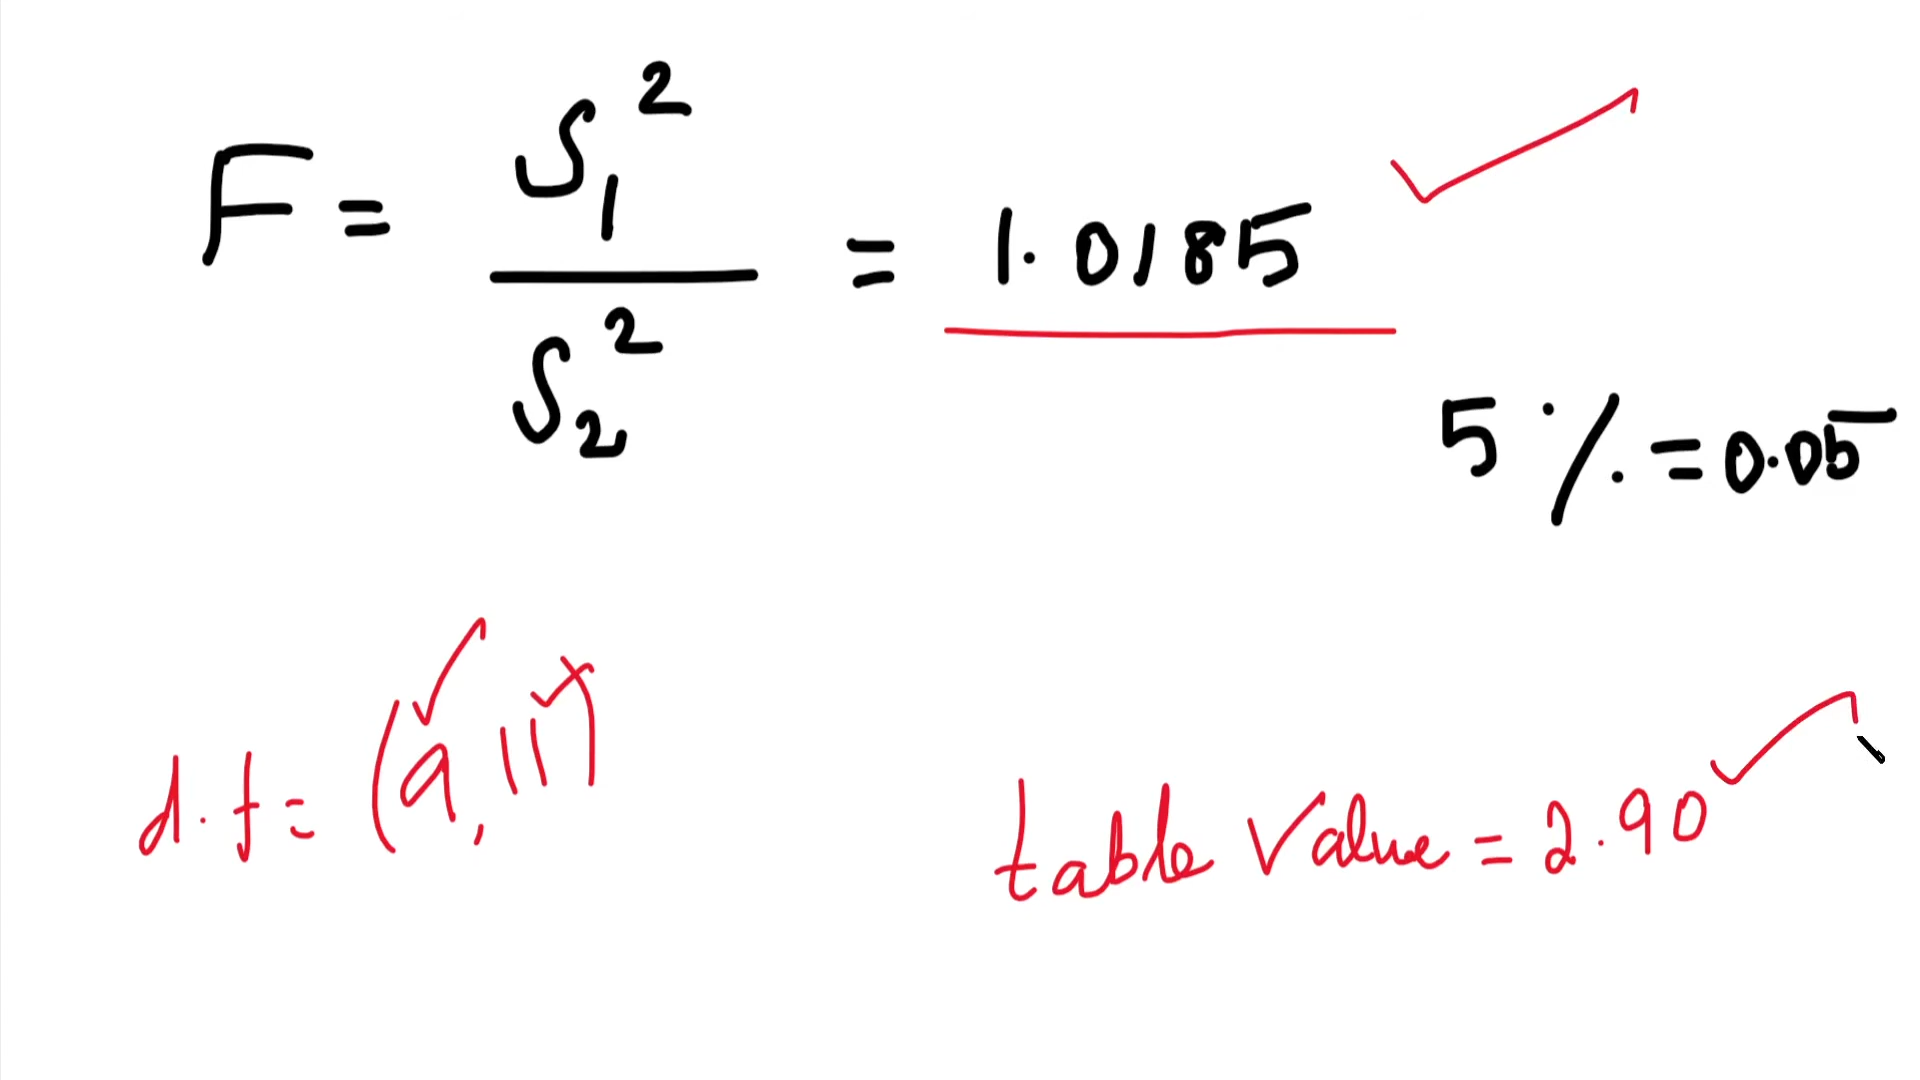 F = S₁² / S₂² = 1.0185
5 % = 0.05
d.f = (9, 11)
table value = 2.90